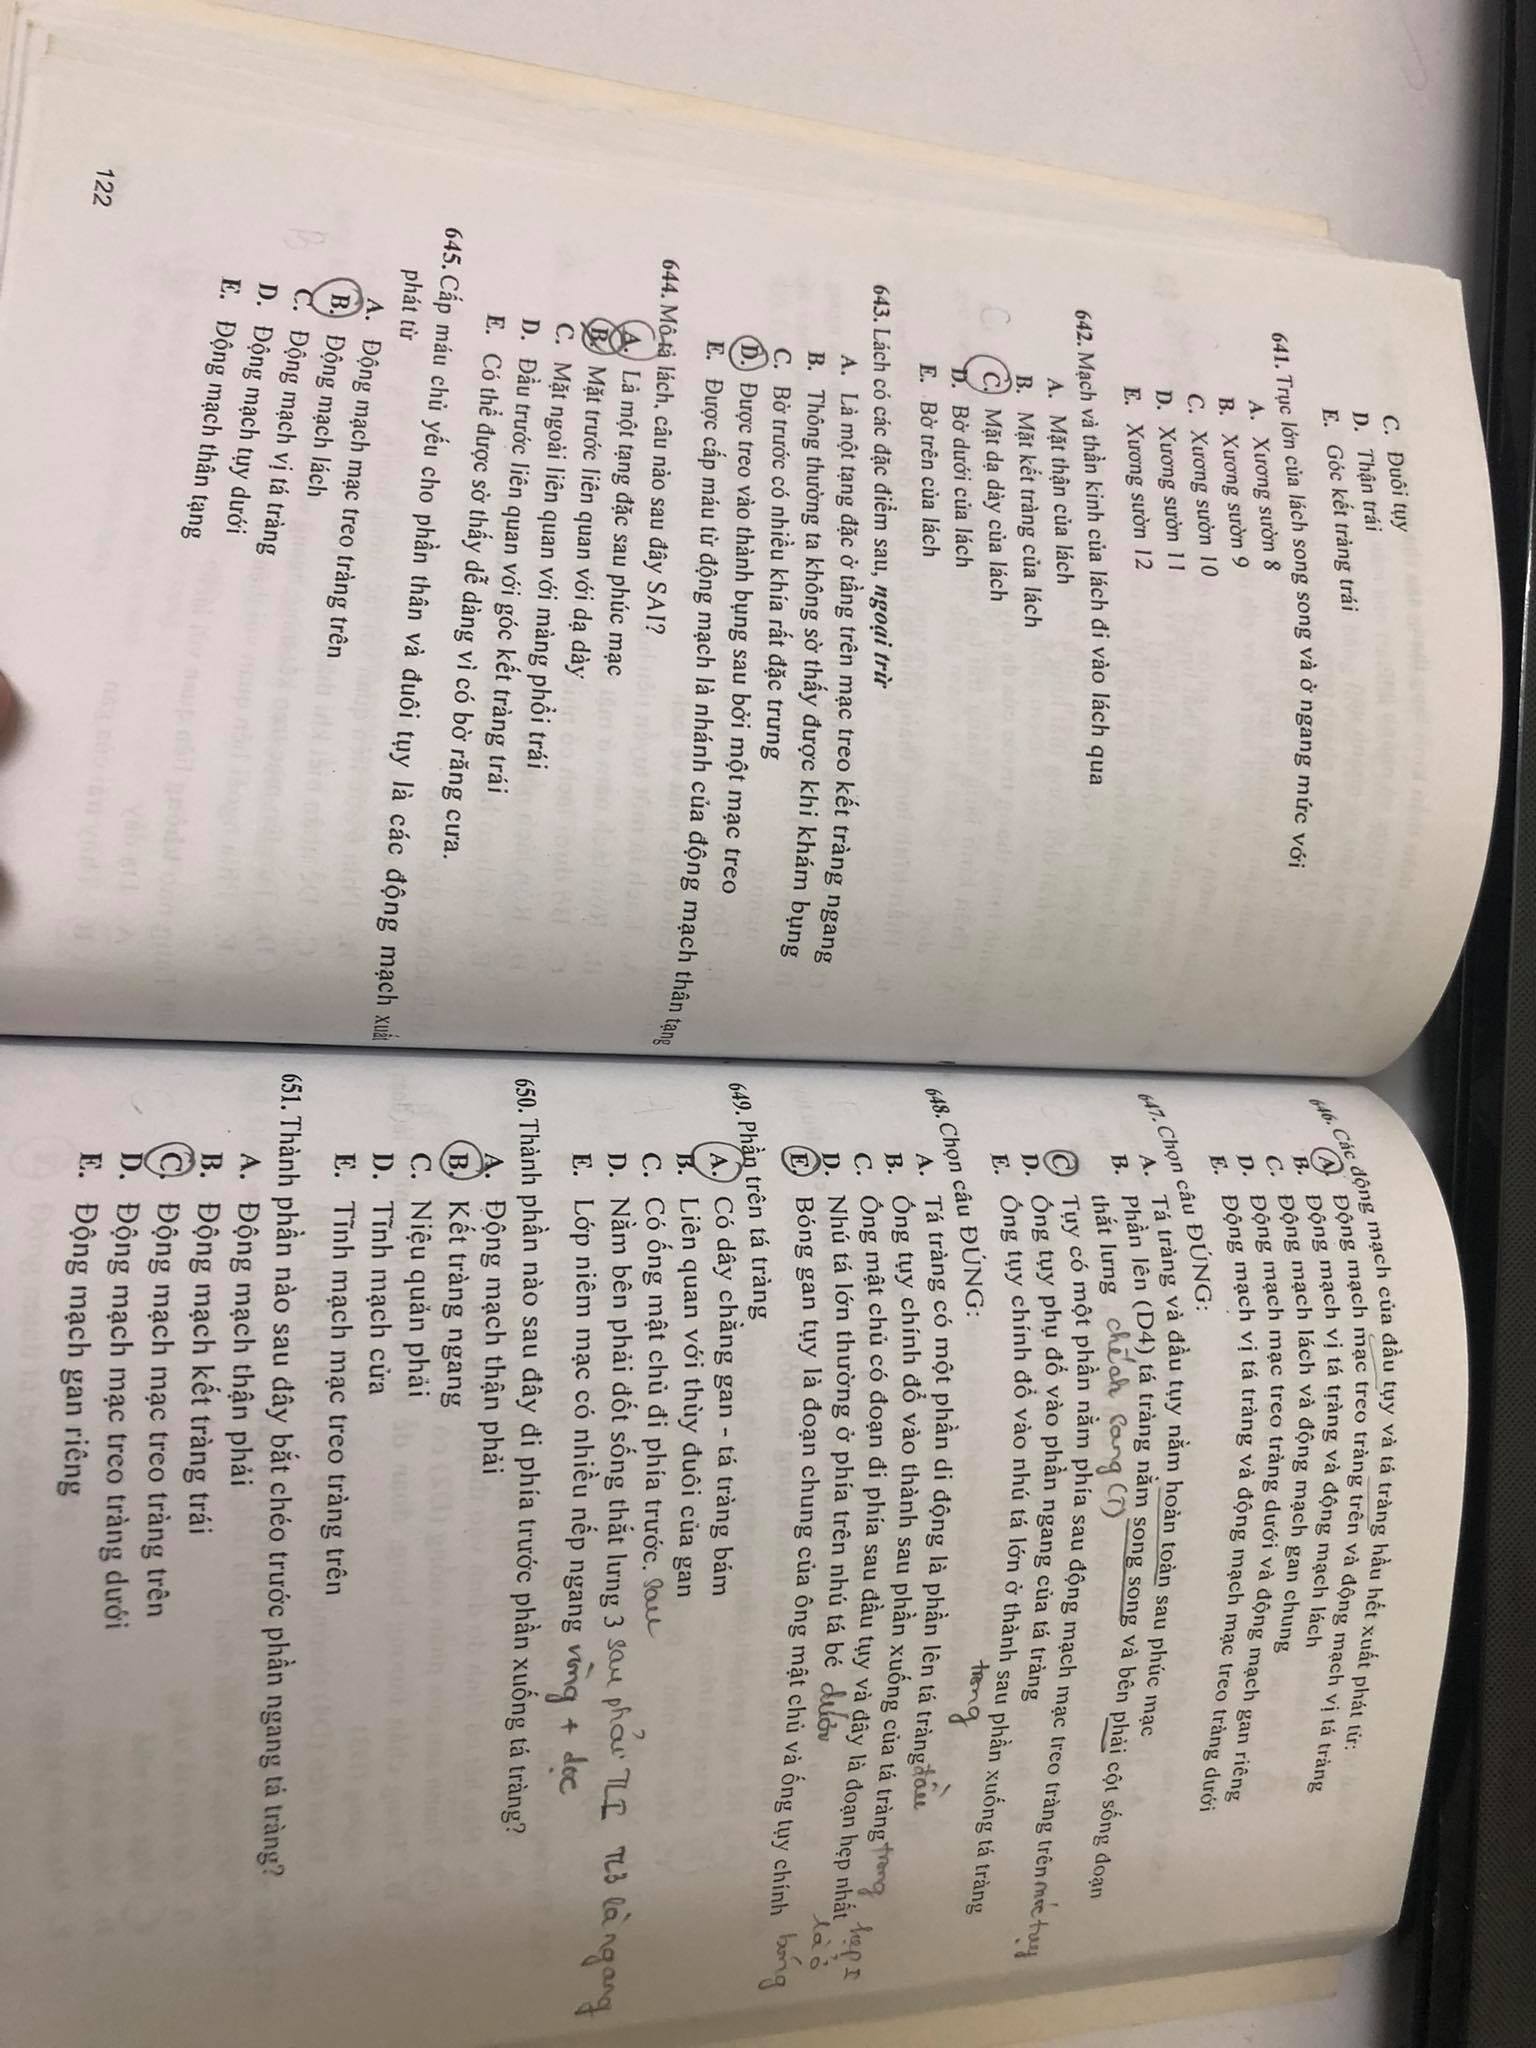 C. Đuôi tụy
D. Thận trái
E. Góc kết tràng trái
641. Trục lớn của lách song song và ở ngang mức với
A. Xương sườn 8
B. Xương sườn 9
C. Xương sườn 10
D. Xương sườn 11
E. Xương sườn 12
642. Mạch và thần kinh của lách đi vào lách qua
A. Mặt thận của lách
B. Mặt kết tràng của lách
C. Mặt dạ dày của lách
D. Bờ dưới của lách
E. Bờ trên của lách
643. Lách có các đặc điểm sau, ngoại trừ
A. Là một tạng đặc ở tầng trên mạc treo kết tràng ngang
B. Thông thường ta không sờ thấy được khi khám bụng
C. Bờ trước có nhiều khía rất đặc trưng
D. Được treo vào thành bụng sau bởi một mạc treo
E. Được cấp máu từ động mạch là nhánh của động mạch thân tạng
644. Mô tả lách, câu nào sau đây SAI?
A. Là một tạng đặc sau phúc mạc
B. Mặt trước liên quan với dạ dày
C. Mặt ngoài liên quan với màng phổi trái
D. Đầu trước liên quan với góc kết tràng trái
E. Có thể được sờ thấy dễ dàng vì có bờ răng cưa.
645. Cấp máu chủ yếu cho phần thân và đuôi tụy là các động mạch xuất
phát từ
A. Động mạch mạc treo tràng trên
B. Động mạch lách
C. Động mạch vị tá tràng
D. Động mạch tụy dưới
E. Động mạch thân tạng
C
B
122
646. Các động mạch của đầu tụy và tá tràng hầu hết xuất phát từ:
A. Động mạch mạc treo tràng trên và động mạch vị tá tràng
B. Động mạch vị tá tràng và động mạch lách
C. Động mạch lách và động mạch gan chung
D. Động mạch mạc treo tràng dưới và động mạch gan riêng
E. Động mạch vị tá tràng và động mạch mạc treo tràng dưới
647. Chọn câu ĐÚNG:
A. Tá tràng và đầu tụy nằm hoàn toàn sau phúc mạc
B. Phần lên (D4) tá tràng nằm song song và bên phải cột sống đoạn
thắt lưng chếch sang (T)
C. Tụy có một phần nằm phía sau động mạch mạc treo tràng trên móc tụy
D. Ống tụy phụ đổ vào phần ngang của tá tràng
E. Ống tụy chính đổ vào nhú tá lớn ở thành sau phần xuống tá tràng
trong
648. Chọn câu ĐÚNG:
A. Tá tràng có một phần di động là phần lên tá tràng đầu
B. Ống tụy chính đổ vào thành sau phần xuống của tá tràng trong
C. Ống mật chủ có đoạn đi phía sau đầu tụy và đây là đoạn hẹp nhất hẹp I
là ở
D. Nhú tá lớn thường ở phía trên nhú tá bé dưới
E. Bóng gan tụy là đoạn chung của ông mật chủ và ống tụy chính bóng
649. Phần trên tá tràng
A. Có dây chằng gan - tá tràng bám
B. Liên quan với thùy đuôi của gan
C. Có ống mật chủ đi phía trước. sau
D. Nằm bên phải đốt sống thắt lưng 3 sau phải TLI TL3 là ngang
E. Lớp niêm mạc có nhiều nếp ngang vòng + dọc
650. Thành phần nào sau đây đi phía trước phần xuống tá tràng?
A. Động mạch thận phải
B. Kết tràng ngang
C. Niệu quản phải
D. Tĩnh mạch cửa
E. Tĩnh mạch mạc treo tràng trên
651. Thành phần nào sau đây bắt chéo trước phần ngang tá tràng?
A. Động mạch thận phải
B. Động mạch kết tràng trái
C. Động mạch mạc treo tràng trên
D. Động mạch mạc treo tràng dưới
E. Động mạch gan riêng